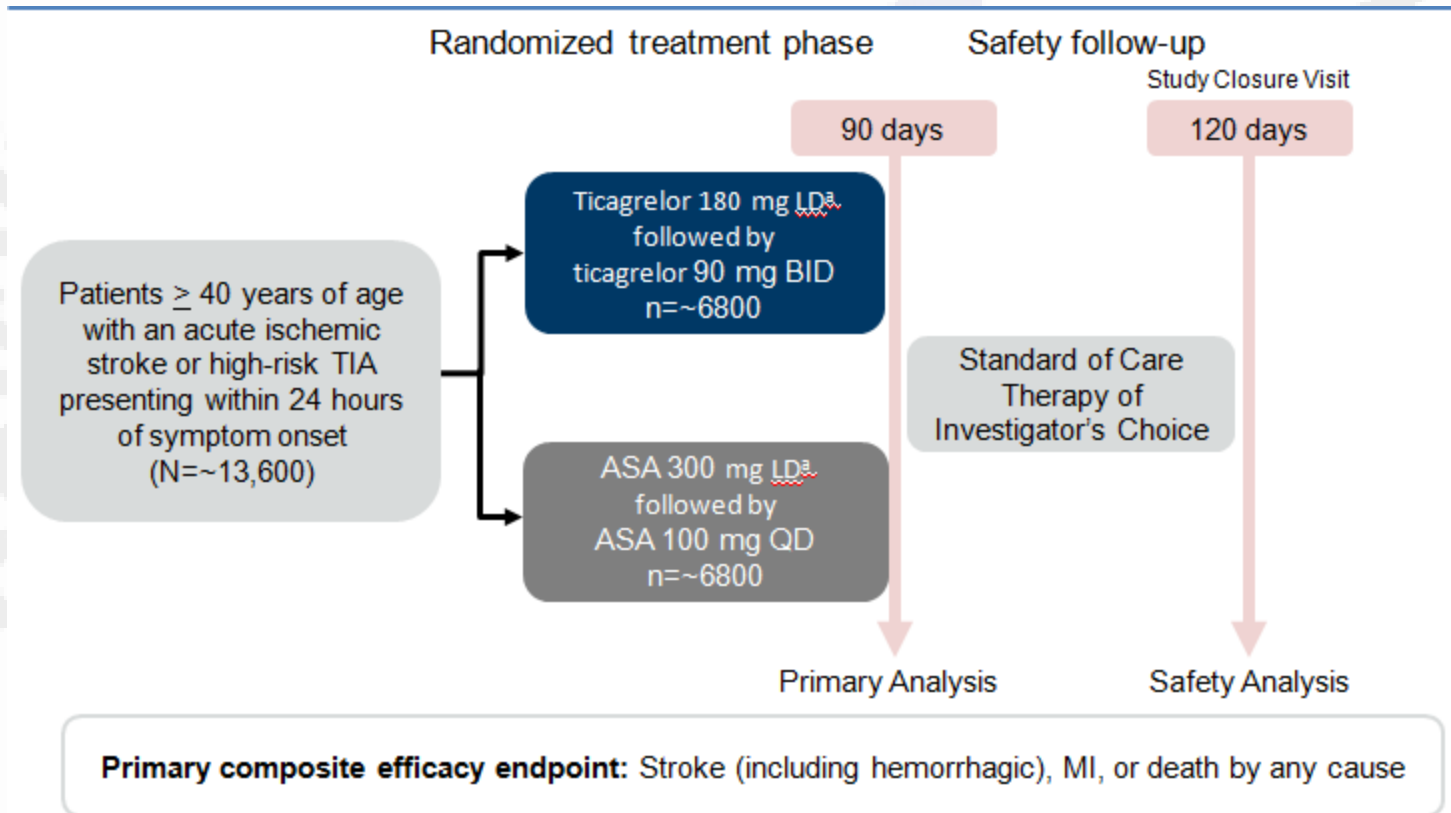 Randomized treatment phase
Safety follow-up
Study Closure Visit
90 days
120 days
Ticagrelor 180 mg LDª
followed by
ticagrelor 90 mg BID
n=~6800
Patients ≥ 40 years of age
with an acute ischemic
stroke or high-risk TIA
presenting within 24 hours
of symptom onset
(N=~13,600)
Standard of Care
Therapy of
Investigator’s Choice
ASA 300 mg LDª
followed by
ASA 100 mg QD
n=~6800
Primary Analysis
Safety Analysis
Primary composite efficacy endpoint: Stroke (including hemorrhagic), MI, or death by any cause